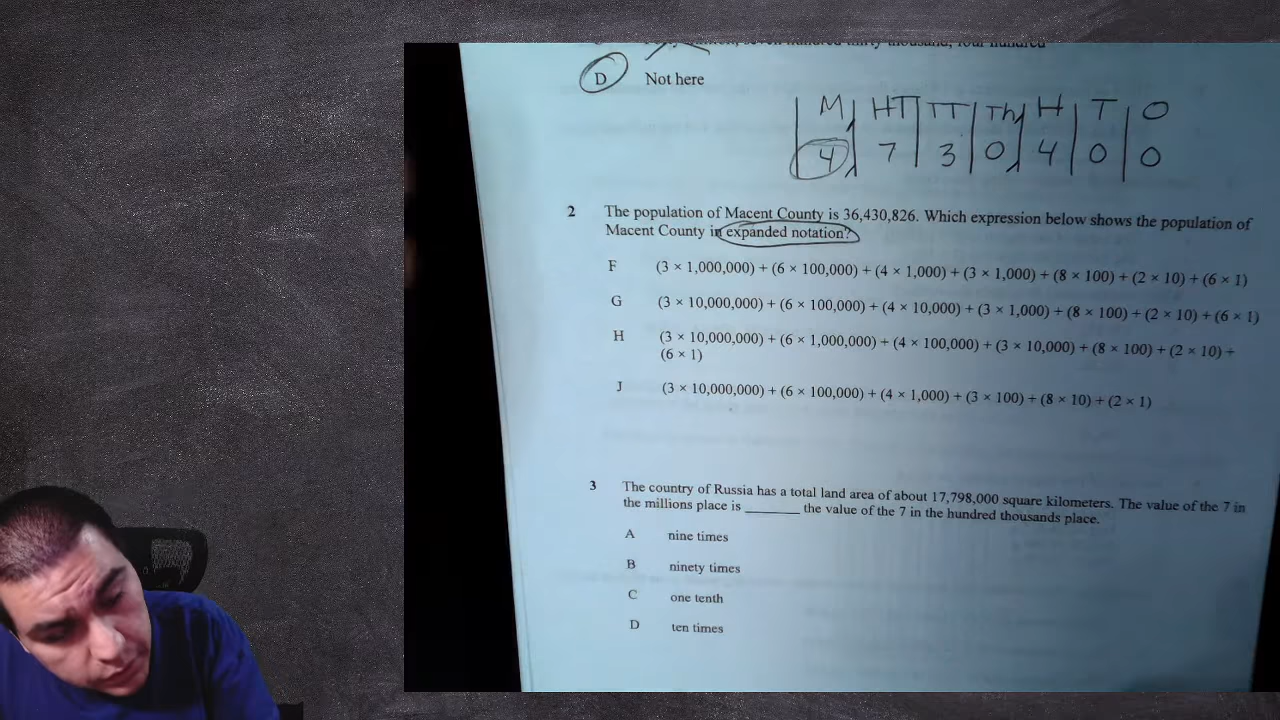 thousand, four hundred
D Not here
M HT TT Th H T O
4 7 3 0 4 0 0
2 The population of Macent County is 36,430,826. Which expression below shows the population of
Macent County in expanded notation?
F (3 × 1,000,000) + (6 × 100,000) + (4 × 1,000) + (3 × 1,000) + (8 × 100) + (2 × 10) + (6 × 1)
G (3 × 10,000,000) + (6 × 100,000) + (4 × 10,000) + (3 × 1,000) + (8 × 100) + (2 × 10) + (6 × 1)
H (3 × 10,000,000) + (6 × 1,000,000) + (4 × 100,000) + (3 × 10,000) + (8 × 100) + (2 × 10) +
(6 × 1)
J (3 × 10,000,000) + (6 × 100,000) + (4 × 1,000) + (3 × 100) + (8 × 10) + (2 × 1)
3 The country of Russia has a total land area of about 17,798,000 square kilometers. The value of the 7 in
the millions place is ________ the value of the 7 in the hundred thousands place.
A nine times
B ninety times
C one tenth
D ten times